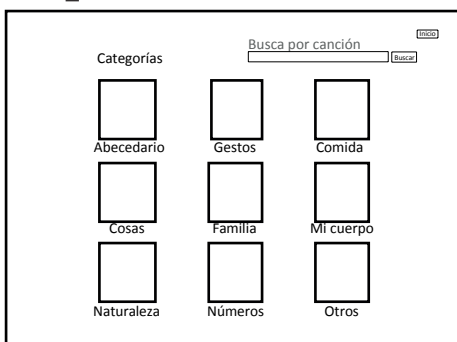 Inicio
Busca por canción
Categorías
Buscar
Abecedario Gestos Comida
Cosas Familia Mi cuerpo
Naturaleza Números Otros